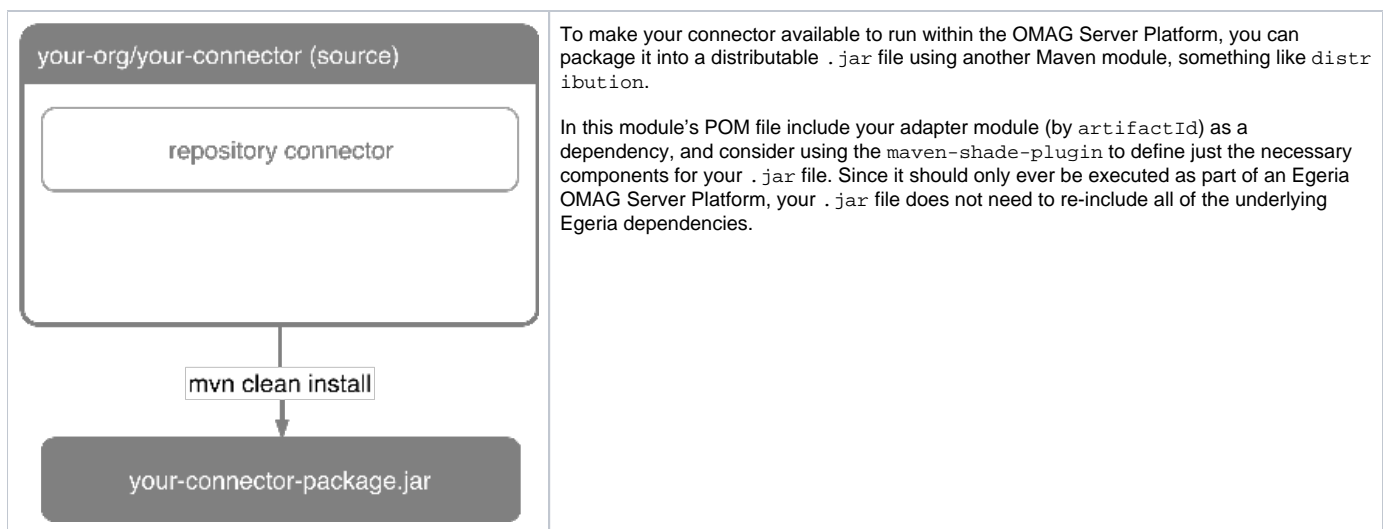 your-org/your-connector (source)
repository connector
mvn clean install
your-connector-package.jar
To make your connector available to run within the OMAG Server Platform, you can
package it into a distributable .jar file using another Maven module, something like distr
ibution.
In this module's POM file include your adapter module (by artifactId) as a
dependency, and consider using the maven-shade-plugin to define just the necessary
components for your .jar file. Since it should only ever be executed as part of an Egeria
OMAG Server Platform, your .jar file does not need to re-include all of the underlying
Egeria dependencies.